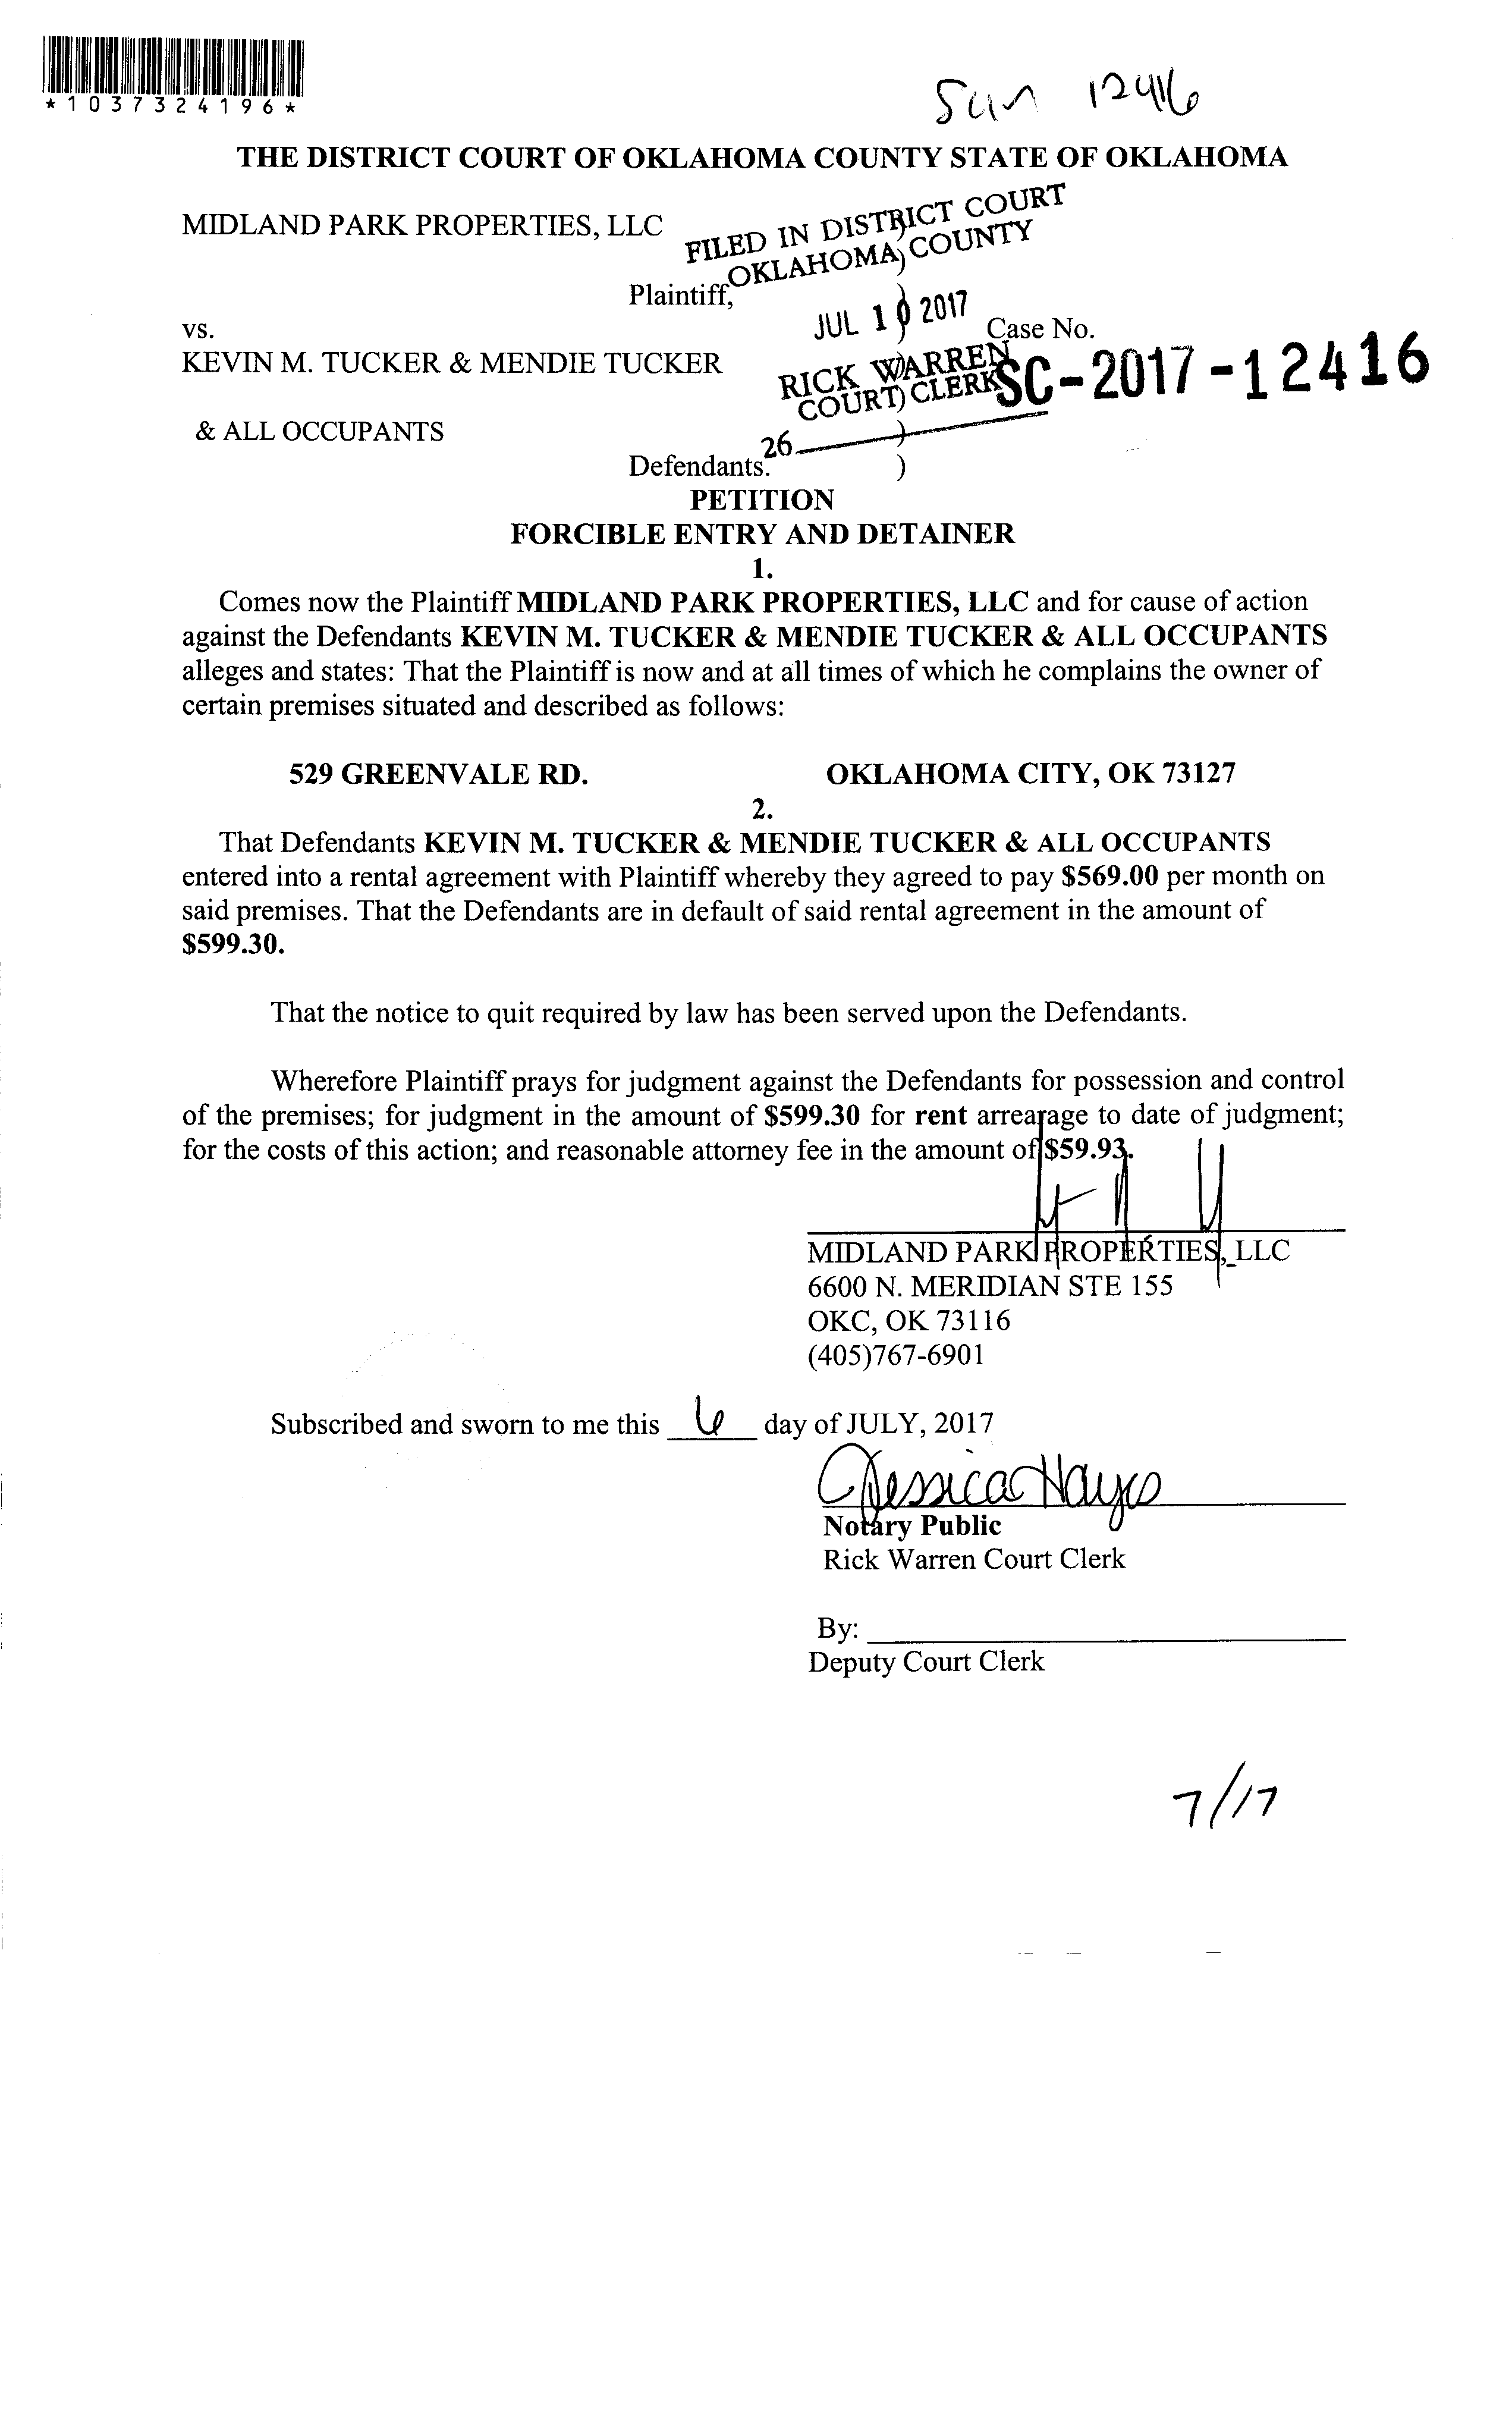 *1037324196*
12416
THE DISTRICT COURT OF OKLAHOMA COUNTY STATE OF OKLAHOMA
MIDLAND PARK PROPERTIES, LLC
FILED IN DISTRICT COURT
OKLAHOMA COUNTY
)
Plaintiff,
)
JUL 10 2017
vs.
)
Case No.
KEVIN M. TUCKER & MENDIE TUCKER
RICK WARREN
COURT CLERK
)
SC-2017-12416
& ALL OCCUPANTS
)
26
Defendants.
)
PETITION
FORCIBLE ENTRY AND DETAINER
1.
Comes now the Plaintiff MIDLAND PARK PROPERTIES, LLC and for cause of action
against the Defendants KEVIN M. TUCKER & MENDIE TUCKER & ALL OCCUPANTS
alleges and states: That the Plaintiff is now and at all times of which he complains the owner of
certain premises situated and described as follows:
529 GREENVALE RD. OKLAHOMA CITY, OK 73127
2.
That Defendants KEVIN M. TUCKER & MENDIE TUCKER & ALL OCCUPANTS
entered into a rental agreement with Plaintiff whereby they agreed to pay $569.00 per month on
said premises. That the Defendants are in default of said rental agreement in the amount of
$599.30.
That the notice to quit required by law has been served upon the Defendants.
Wherefore Plaintiff prays for judgment against the Defendants for possession and control
of the premises; for judgment in the amount of $599.30 for rent arrearage to date of judgment;
for the costs of this action; and reasonable attorney fee in the amount of $59.93.
MIDLAND PARK PROPERTIES, LLC
6600 N. MERIDIAN STE 155
OKC, OK 73116
(405)767-6901
Subscribed and sworn to me this 6 day of JULY, 2017
Jessica Hayes
Notary Public
Rick Warren Court Clerk
By:
Deputy Court Clerk
7/17